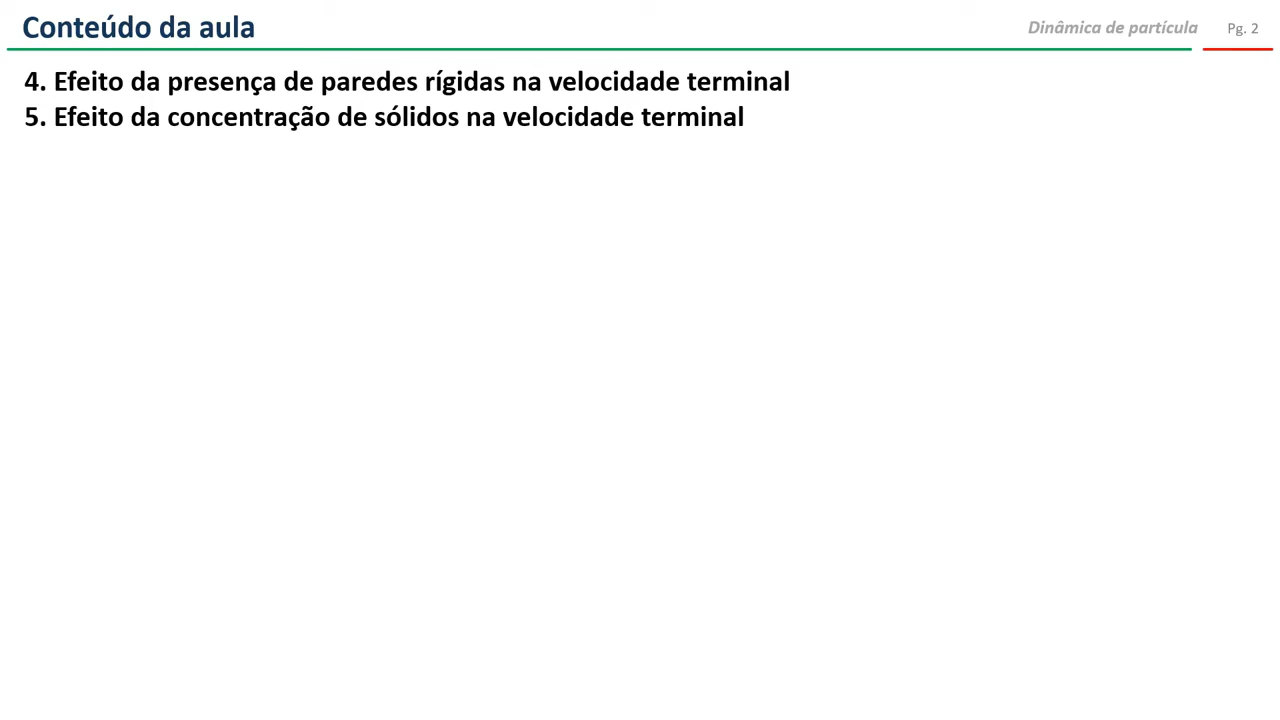 Conteúdo da aula
Dinâmica de partícula
Pg. 2
4. Efeito da presença de paredes rígidas na velocidade terminal
5. Efeito da concentração de sólidos na velocidade terminal